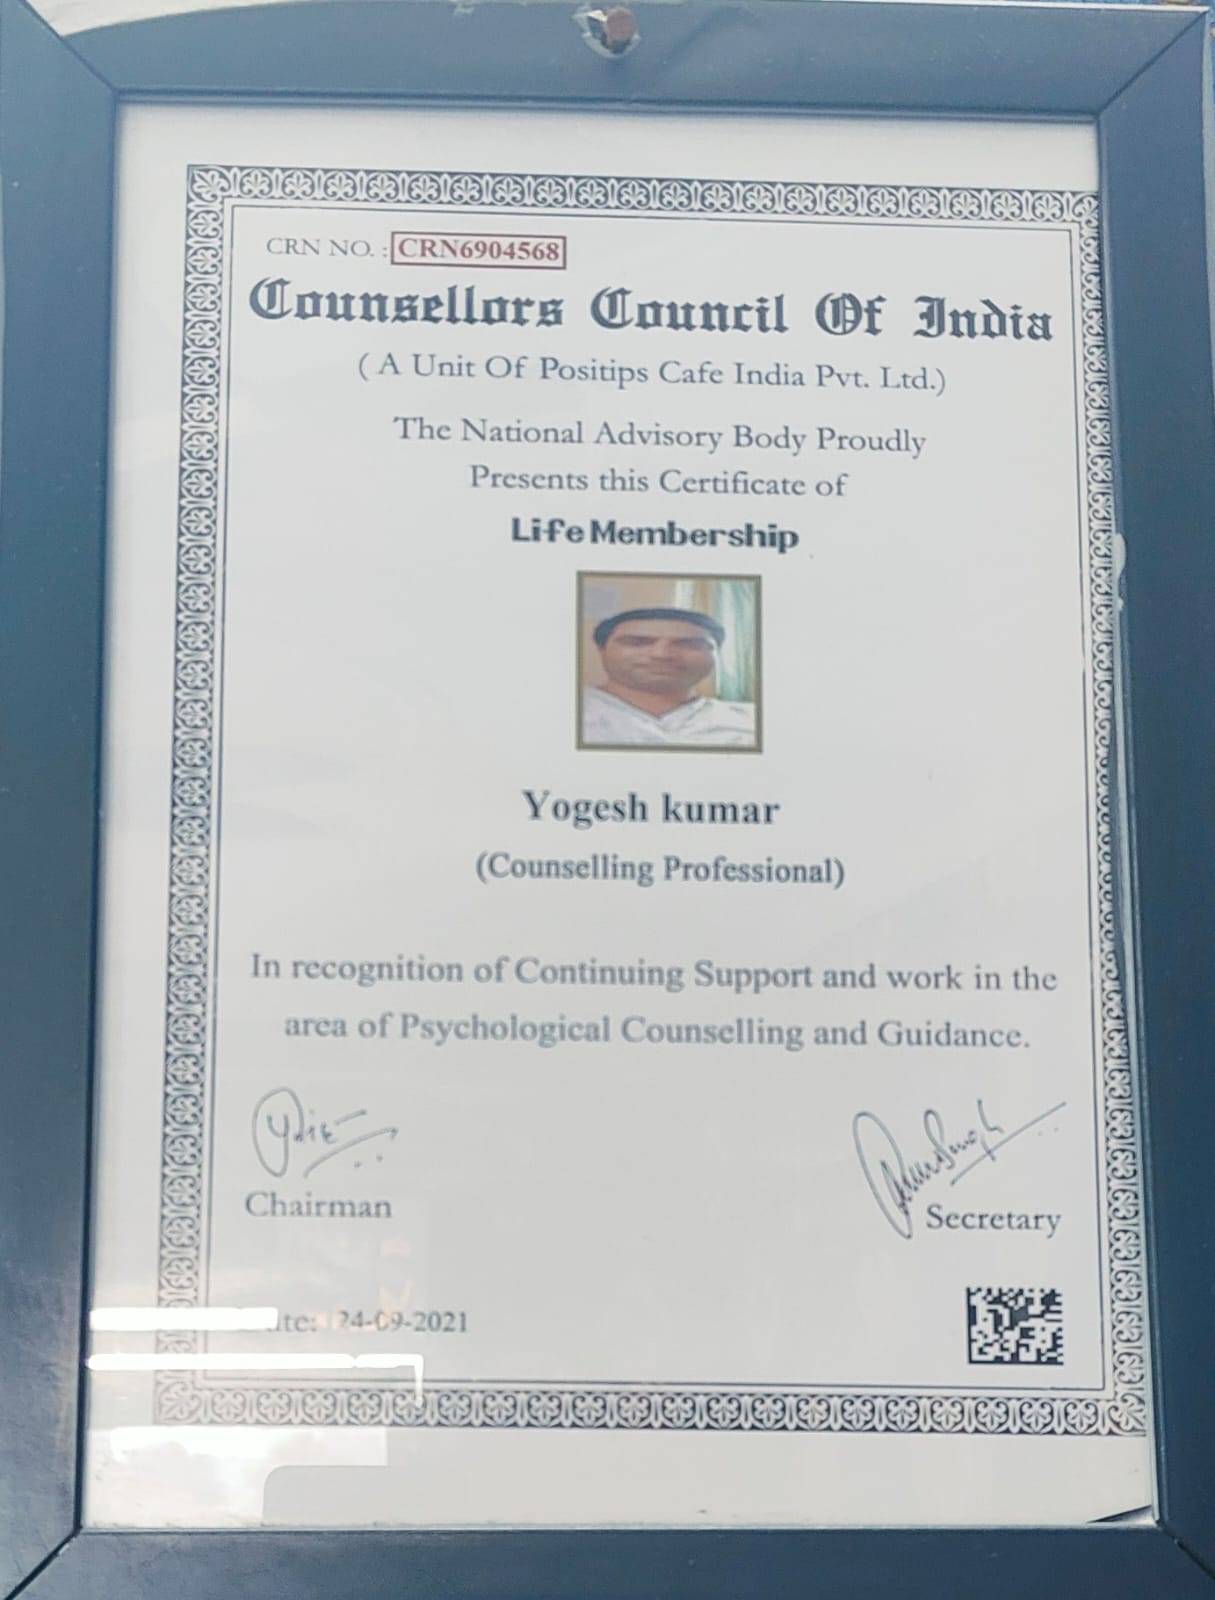 CRN NO. : CRN6904568
Counsellors Council Of India
( A Unit Of Positips Cafe India Pvt. Ltd.)
The National Advisory Body Proudly
Presents this Certificate of
Life Membership
Yogesh kumar
(Counselling Professional)
In recognition of Continuing Support and work in the
area of Psychological Counselling and Guidance.
Chairman
Secretary
24-09-2021